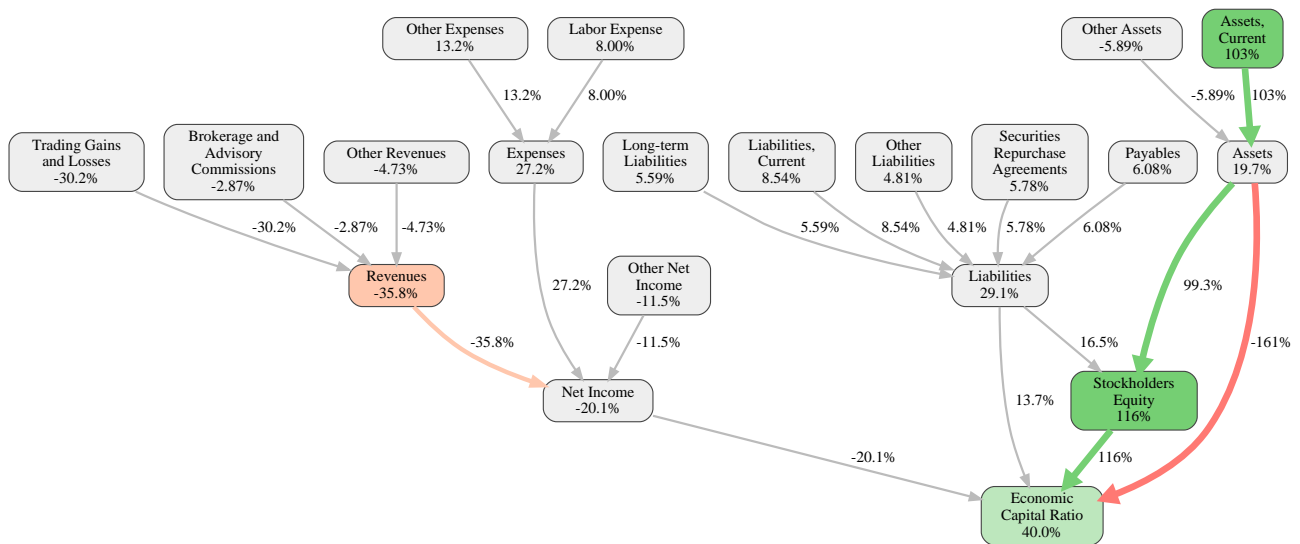 Other Expenses
13.2%
Labor Expense
8.00%
Other Assets
-5.89%
Assets,
Current
103%
13.2%
8.00%
-5.89%
103%
Trading Gains
and Losses
-30.2%
Brokerage and
Advisory
Commissions
-2.87%
Other Revenues
-4.73%
Expenses
27.2%
Long-term
Liabilities
5.59%
Liabilities,
Current
8.54%
Other
Liabilities
4.81%
Securities
Repurchase
Agreements
5.78%
Payables
6.08%
Assets
19.7%
-30.2%
-2.87%
-4.73%
5.59%
8.54%
4.81%
5.78%
6.08%
Revenues
-35.8%
27.2%
Other Net
Income
-11.5%
Liabilities
29.1%
99.3%
-35.8%
-11.5%
16.5%
-161%
Net Income
-20.1%
13.7%
Stockholders
Equity
116%
-20.1%
116%
Economic
Capital Ratio
40.0%